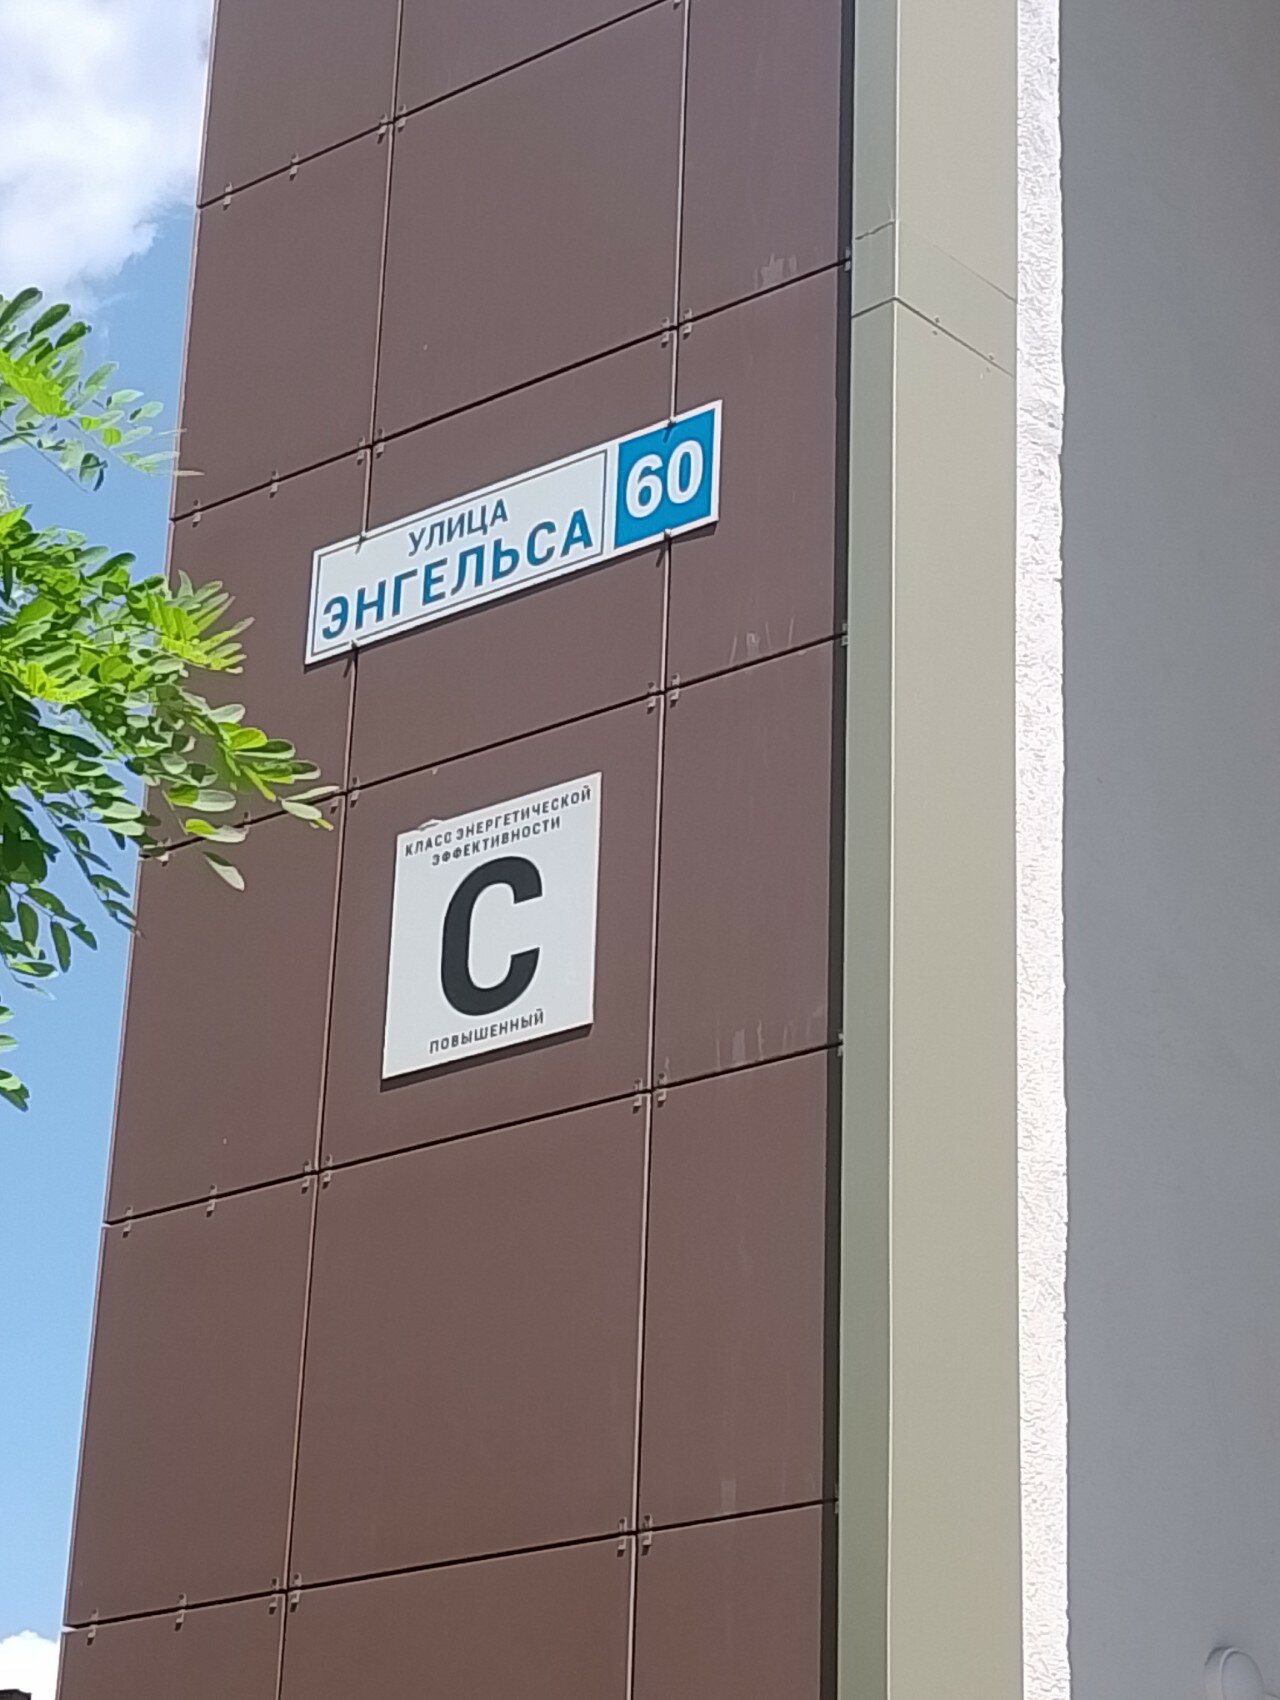 УЛИЦА
ЭНГЕЛЬСА
60
КЛАСС ЭНЕРГЕТИЧЕСКОЙ
ЭФФЕКТИВНОСТИ
C
ПОВЫШЕННЫЙ